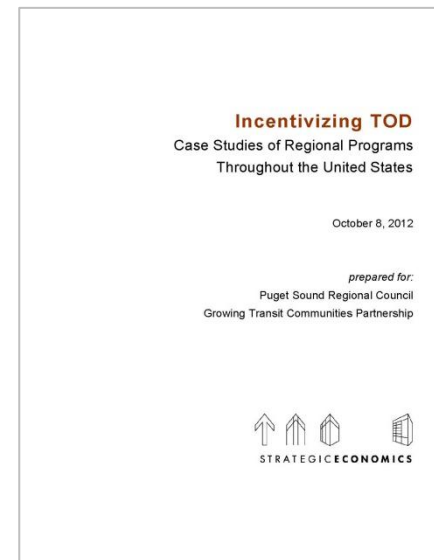 Incentivizing TOD
Case Studies of Regional Programs
Throughout the United States
October 8, 2012
prepared for:
Puget Sound Regional Council
Growing Transit Communities Partnership
STRATEGICECONOMICS